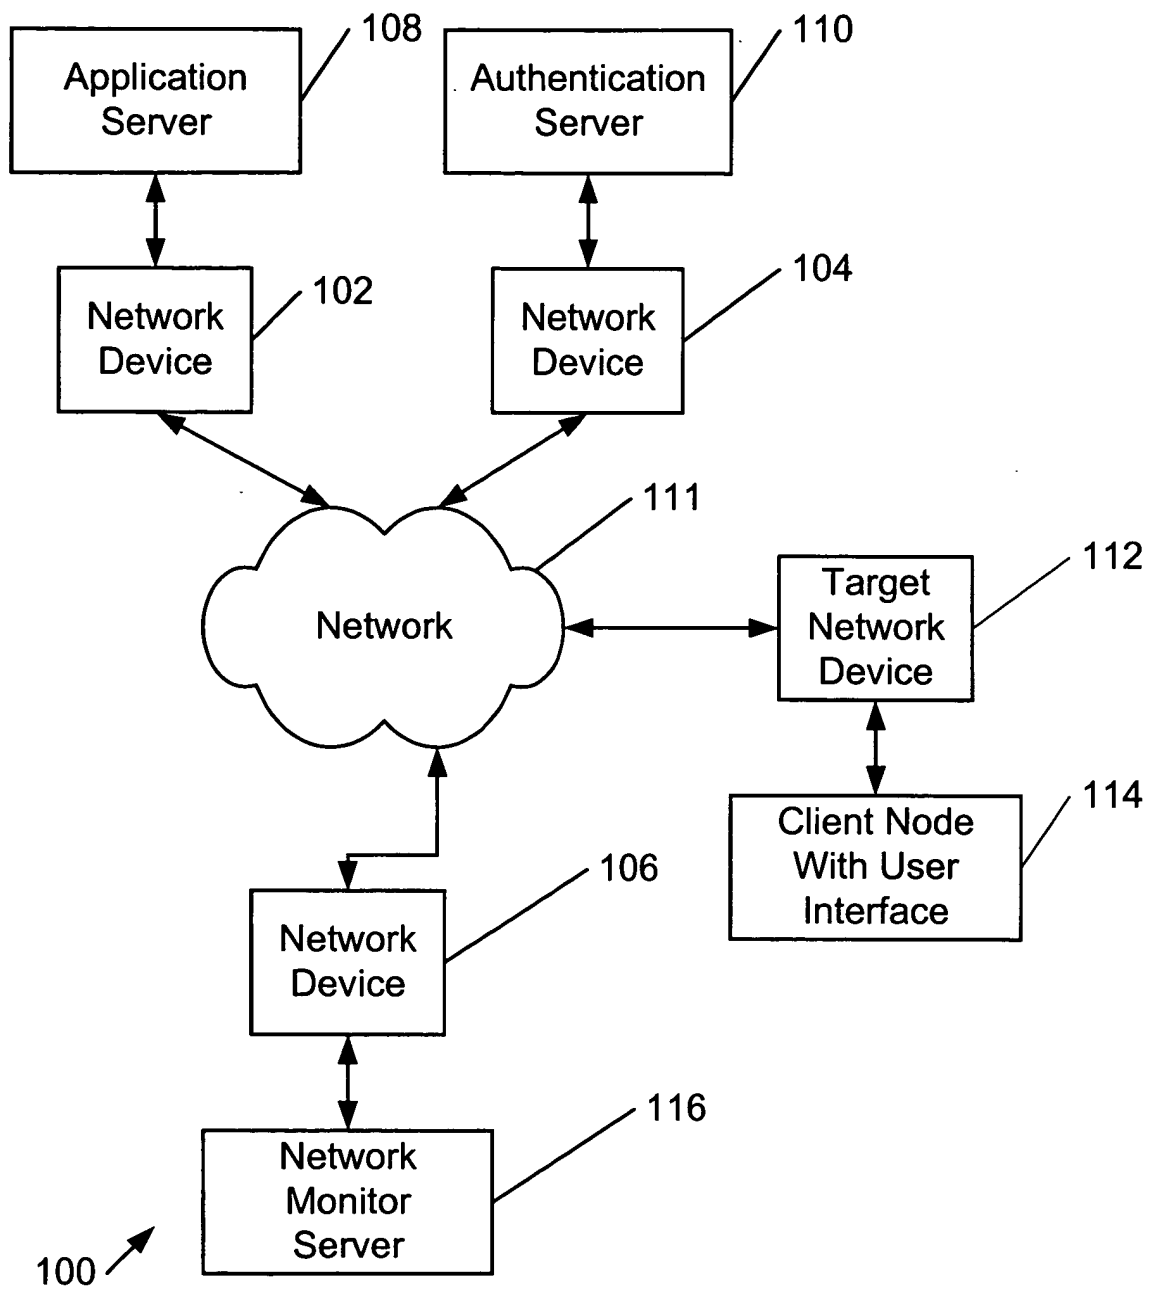 108
Application
Server
110
Authentication
Server
102
Network
Device
104
Network
Device
111
Network
112
Target
Network
Device
114
Client Node
With User
Interface
106
Network
Device
116
Network
Monitor
Server
100